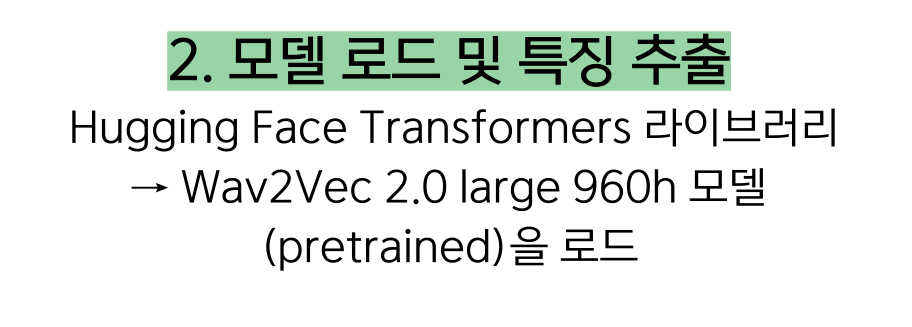 2. 모델 로드 및 특징 추출
Hugging Face Transformers 라이브러리
→ Wav2Vec 2.0 large 960h 모델
(pretrained)을 로드